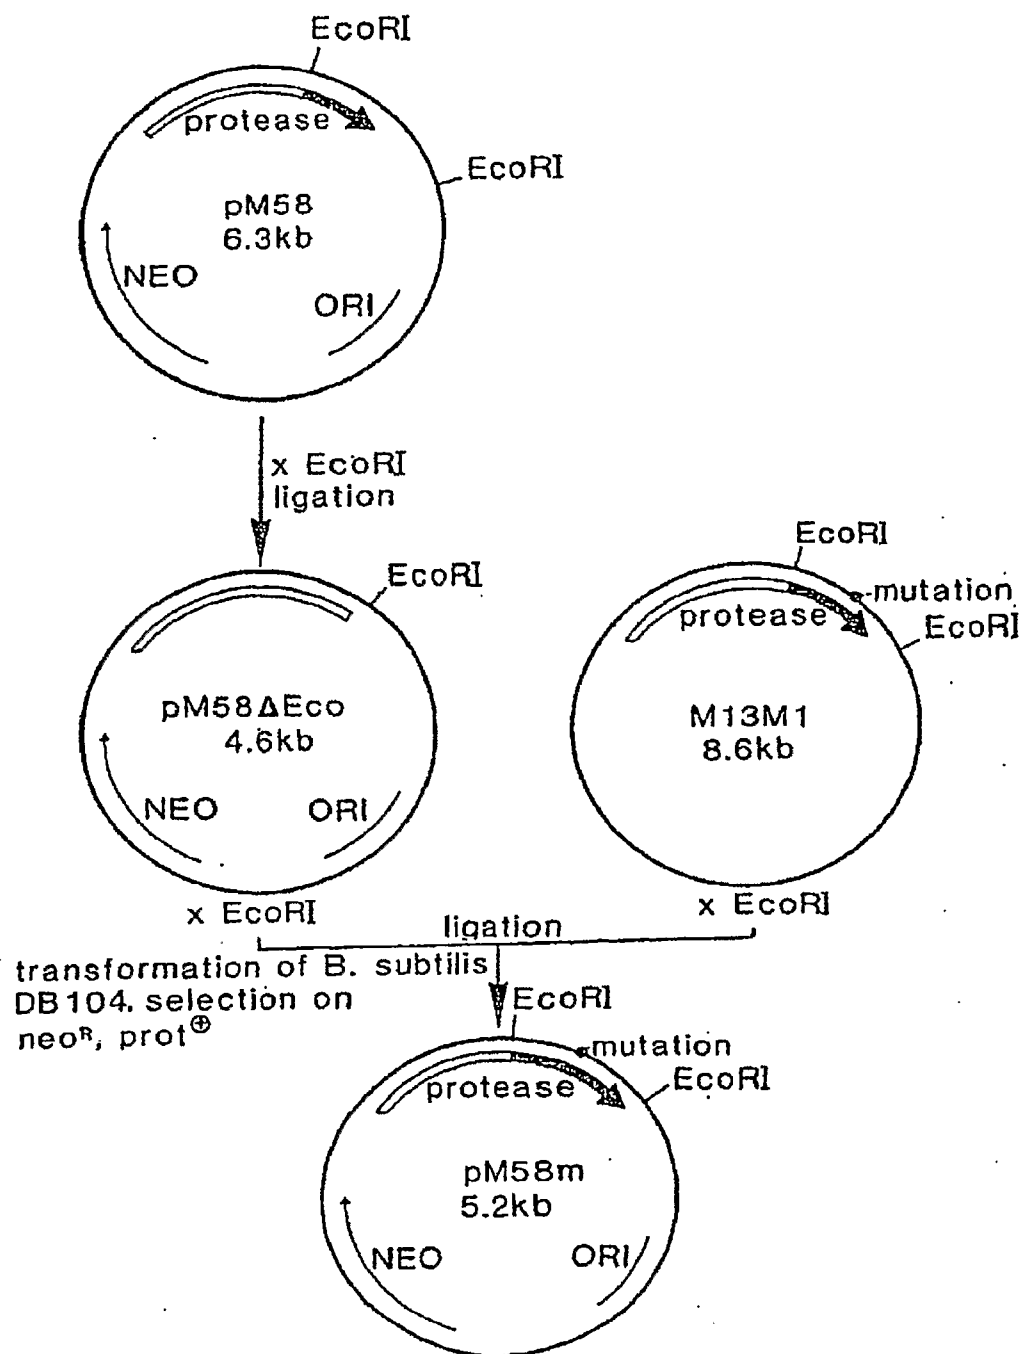 EcoRI
protease
EcoRI
pM58
6.3kb
NEO
ORI
x EcoRI
ligation
EcoRI
pM58ΔEco
4.6kb
NEO
ORI
x EcoRI
EcoRI
mutation
protease
EcoRI
M13M1
8.6kb
x EcoRI
ligation
transformation of B. subtilis
DB104. selection on
neoᴿ, prot⊕
EcoRI
mutation
protease
EcoRI
pM58m
5.2kb
NEO
ORI